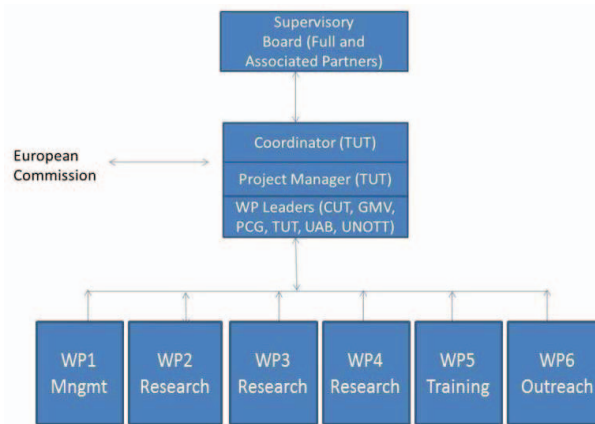 Supervisory
Board (Full and
Associated Partners)
European
Commission
Coordinator (TUT)
Project Manager (TUT)
WP Leaders (CUT, GMV,
PCG, TUT, UAB, UNOTT)
WP1
Mngmt
WP2
Research
WP3
Research
WP4
Research
WP5
Training
WP6
Outreach